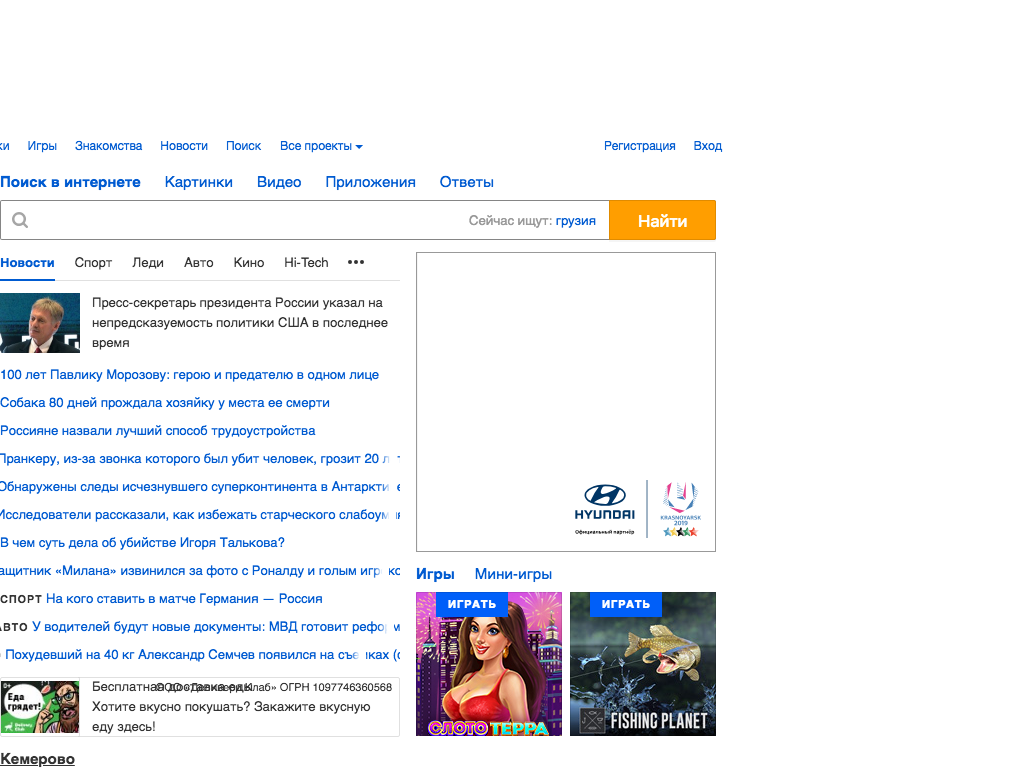 ки Игры Знакомства Новости Поиск Все проекты Регистрация Вход
Поиск в интернете Картинки Видео Приложения Ответы
Сейчас ищут: грузия Найти
Новости Спорт Леди Авто Кино Hi-Tech •••
Пресс-секретарь президента России указал на
непредсказуемость политики США в последнее
время
100 лет Павлику Морозову: герою и предателю в одном лице
Собака 80 дней прождала хозяйку у места ее смерти
Россияне назвали лучший способ трудоустройства
Пранкеру, из-за звонка которого был убит человек, грозит 20 л
Обнаружены следы исчезнувшего суперконтинента в Антаркти
Исследователи рассказали, как избежать старческого слабоум
В чем суть дела об убийстве Игоря Талькова?
ащитник «Милана» извинился за фото с Роналду и голым игр
СПОРТ На кого ставить в матче Германия — Россия
АВТО У водителей будут новые документы: МВД готовит рефор
Похудевший на 40 кг Александр Семчев появился на съемках (
HYUNDAI
Официальный партнёр
KRASNOYARSK
2019
Игры Мини-игры
ИГРАТЬ
СЛОТО ТЕРРА
ИГРАТЬ
FISHING PLANET
Еда
грядет!
Delivery
Club
Бесплатная доставка еды
ООО «Деливери Клаб» ОГРН 1097746360568
Хотите вкусно покушать? Закажите вкусную
еду здесь!
Кемерово